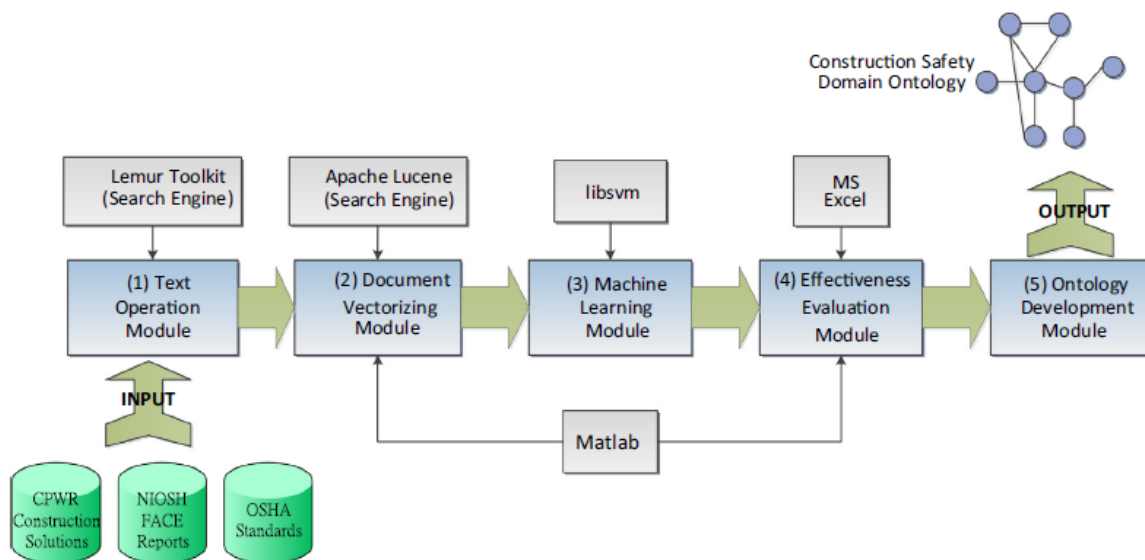 Construction Safety
Domain Ontology
Lemur Toolkit
(Search Engine)
Apache Lucene
(Search Engine)
libsvm
MS
Excel
OUTPUT
(1) Text
Operation
Module
(2) Document
Vectorizing
Module
(3) Machine
Learning
Module
(4) Effectiveness
Evaluation
Module
(5) Ontology
Development
Module
INPUT
Matlab
CPWR
Construction
Solutions
NIOSH
FACE
Reports
OSHA
Standards